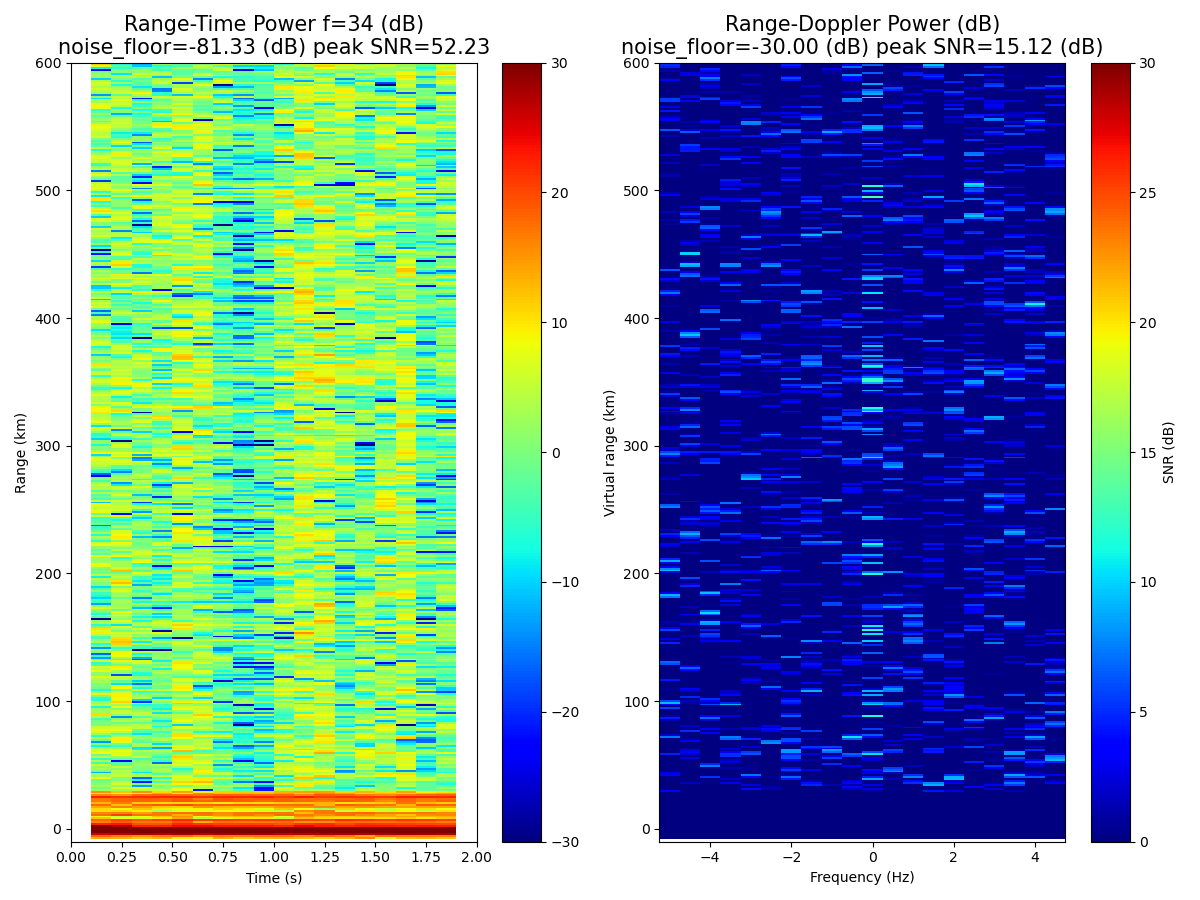 Range-Time Power f=34 (dB)
noise_floor=-81.33 (dB) peak SNR=52.23
Range (km)
600
500
400
300
200
100
0
0.00 0.25 0.50 0.75 1.00 1.25 1.50 1.75 2.00
Time (s)
30
20
10
0
−10
−20
−30
Range-Doppler Power (dB)
noise_floor=-30.00 (dB) peak SNR=15.12 (dB)
Virtual range (km)
600
500
400
300
200
100
0
−4 −2 0 2 4
Frequency (Hz)
30
25
20
15
10
5
0
SNR (dB)